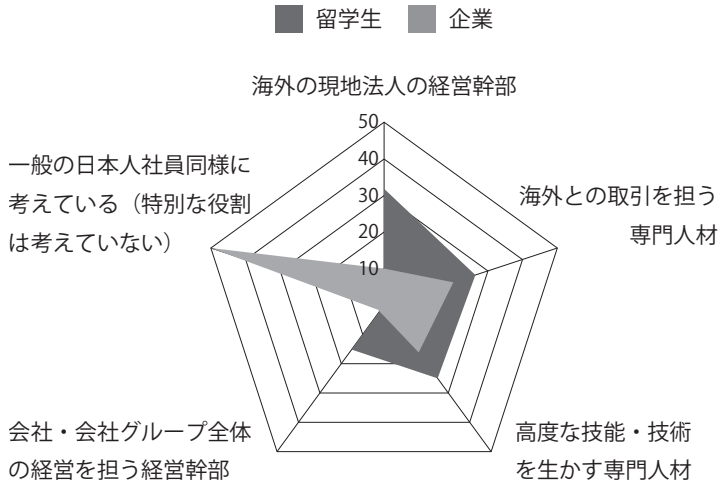 留学生 企業
海外の現地法人の経営幹部
50
40
30
20
10
海外との取引を担う
専門人材
高度な技能・技術
を生かす専門人材
会社・会社グループ全体
の経営を担う経営幹部
一般の日本人社員同様に
考えている（特別な役割
は考えていない）